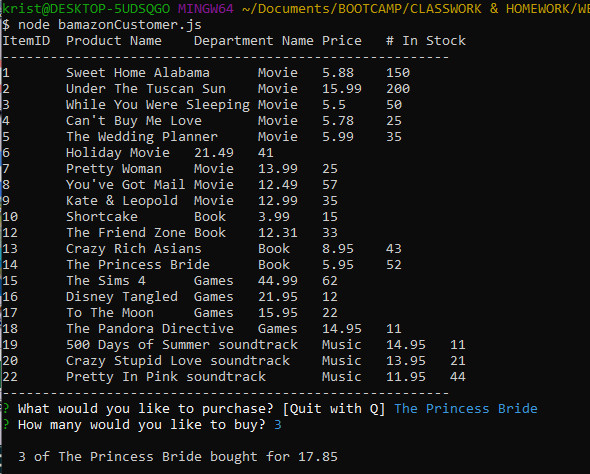 krist@DESKTOP-5UDSQGO MINGW64 ~/Documents/BOOTCAMP/CLASSWORK & HOMEWORK/WE
$ node bamazonCustomer.js
ItemID  Product Name    Department Name Price   # In Stock
--------------------------------------------------------
1       Sweet Home Alabama      Movie   5.88    150
2       Under The Tuscan Sun    Movie   15.99   200
3       While You Were Sleeping Movie   5.5     50
4       Can't Buy Me Love       Movie   5.78    25
5       The Wedding Planner     Movie   5.99    35
6       Holiday Movie   21.49   41
7       Pretty Woman    Movie   13.99   25
8       You've Got Mail Movie   12.49   57
9       Kate & Leopold  Movie   12.99   35
10      Shortcake       Book    3.99    15
12      The Friend Zone Book    12.31   33
13      Crazy Rich Asians       Book    8.95    43
14      The Princess Bride      Book    5.95    52
15      The Sims 4      Games   44.99   62
16      Disney Tangled  Games   21.95   12
17      To The Moon     Games   15.95   22
18      The Pandora Directive   Games   14.95   11
19      500 Days of Summer soundtrack   Music   14.95   11
20      Crazy Stupid Love soundtrack    Music   13.95   21
22      Pretty In Pink soundtrack       Music   11.95   44
--------------------------------------------------------
? What would you like to purchase? [Quit with Q] The Princess Bride
? How many would you like to buy? 3
  3 of The Princess Bride bought for 17.85